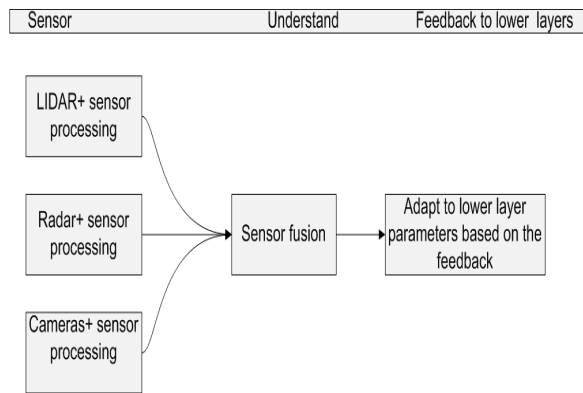 Sensor Understand Feedback to lower layers
LIDAR+ sensor
processing
Radar+ sensor
processing
Cameras+ sensor
processing
Sensor fusion
Adapt to lower layer
parameters based on the
feedback